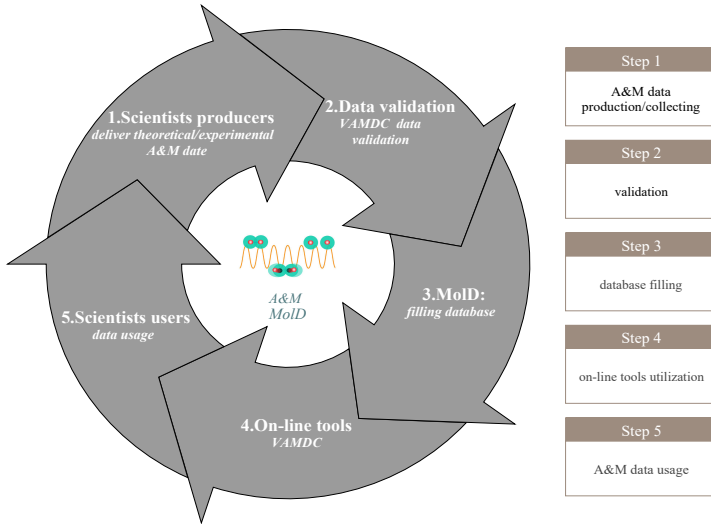 1.Scientists producers
deliver theoretical/experimental
A&M date
2.Data validation
VAMDC data
validation
3.MolD:
filling database
4.On-line tools
VAMDC
5.Scientists users
data usage
A&M
MolD
Step 1
A&M data
production/collecting
Step 2
validation
Step 3
database filling
Step 4
on-line tools utilization
Step 5
A&M data usage